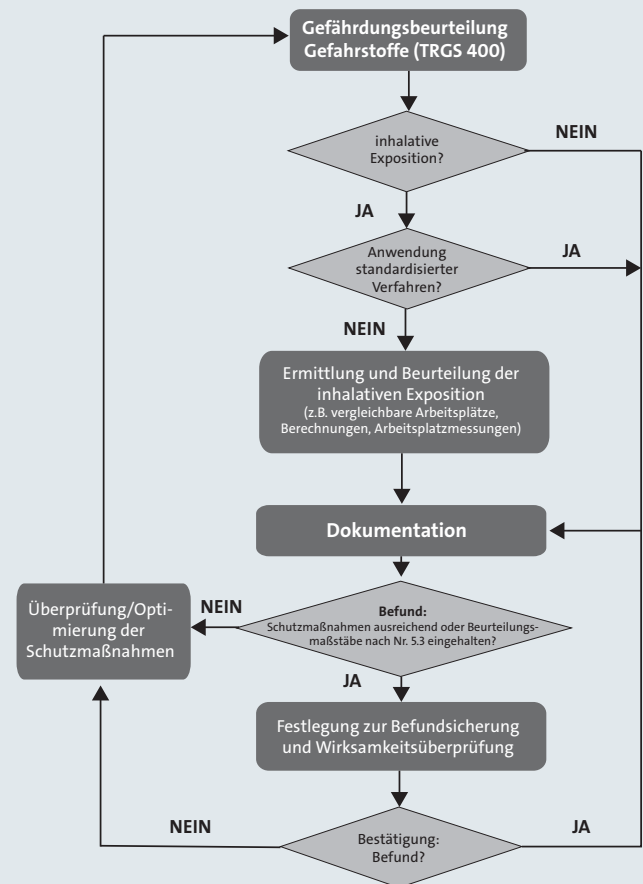 Gefährdungsbeurteilung
Gefahrstoffe (TRGS 400)
inhalative
Exposition?
NEIN
JA
Anwendung
standardisierter
Verfahren?
JA
NEIN
Ermittlung und Beurteilung der
inhalativen Exposition
(z.B. vergleichbare Arbeitsplätze,
Berechnungen, Arbeitsplatzmessungen)
Dokumentation
Befund:
Schutzmaßnahmen ausreichend oder Beurteilungs-
maßstäbe nach Nr. 5.3 eingehalten?
NEIN
Überprüfung/Opti-
mierung der
Schutzmaßnahmen
JA
Festlegung zur Befundsicherung
und Wirksamkeitsüberprüfung
Bestätigung:
Befund?
NEIN
JA